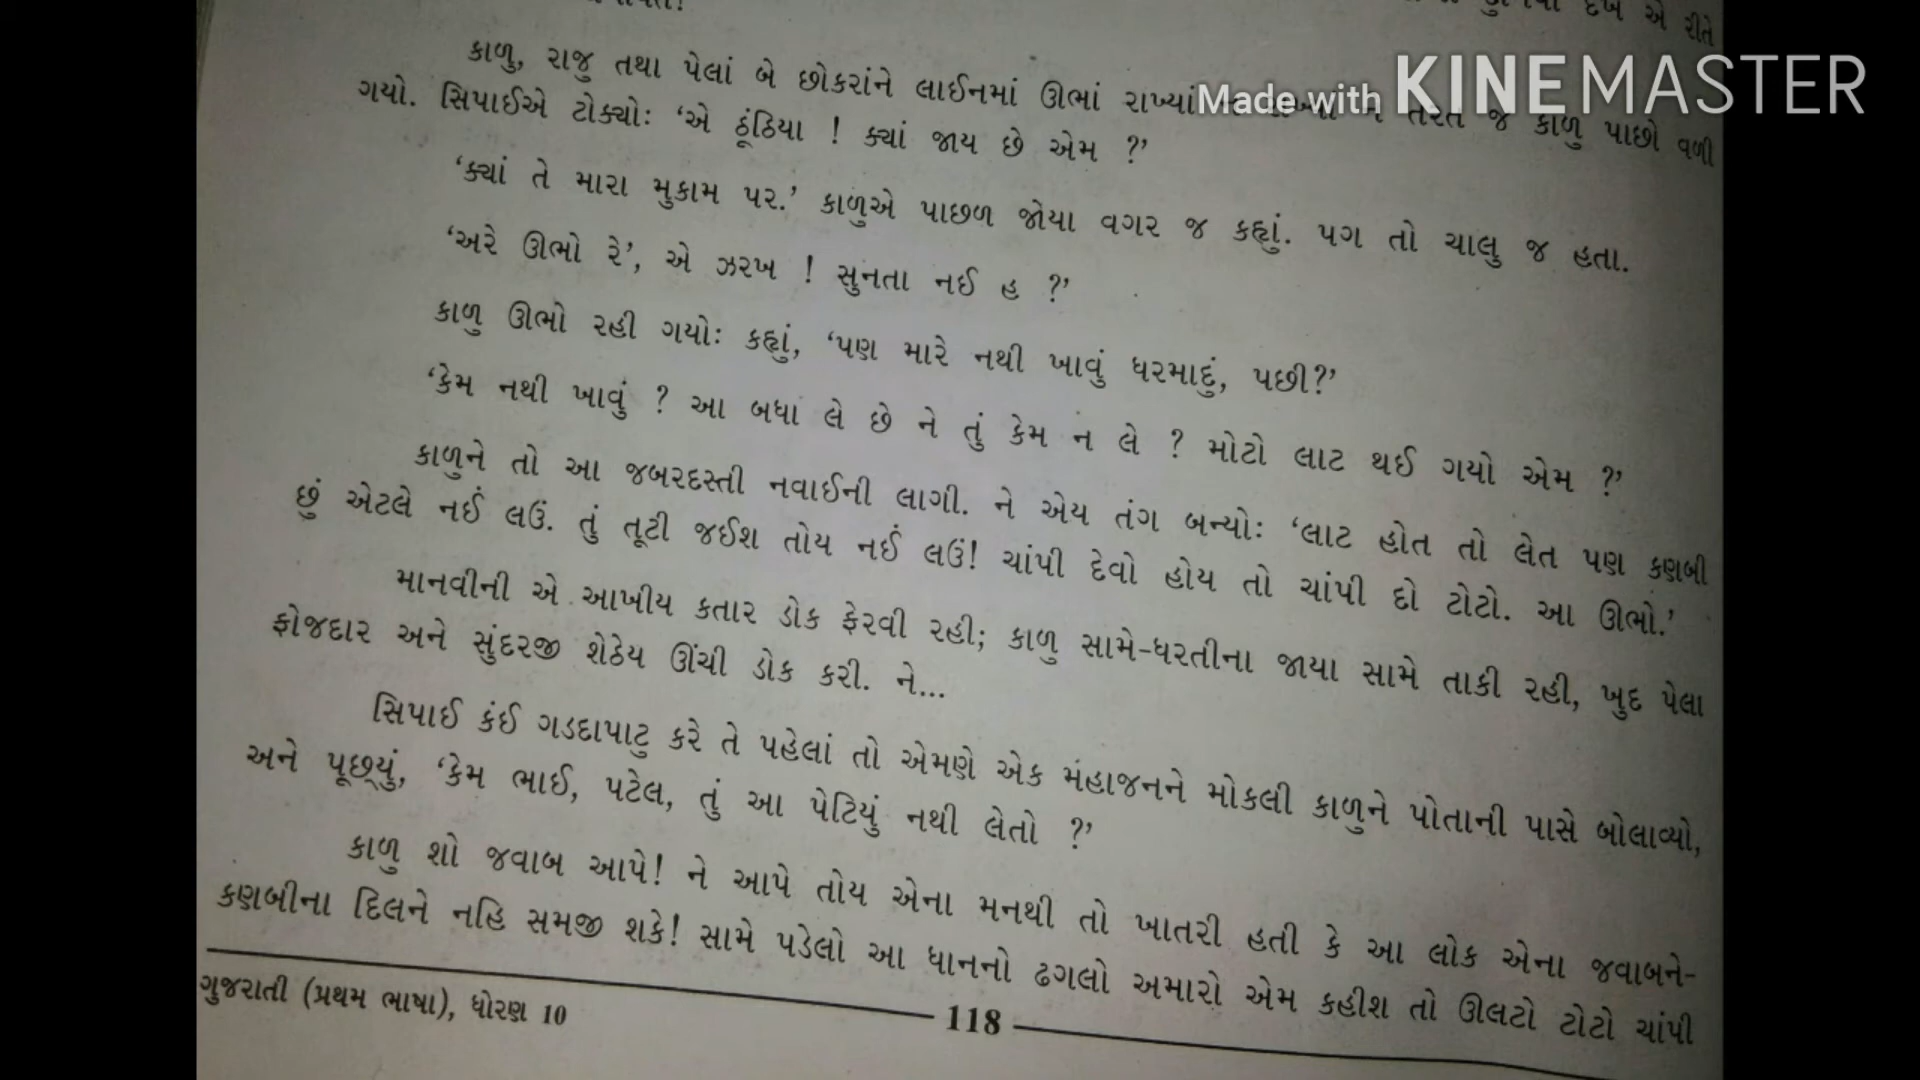 દેખ એ રીતે
કાળુ, રાજુ તથા પેલાં બે છોકરાંને લાઈનમાં ઊભાં રાખ્યાં તરત જ કાળુ પાછો વળી
Made with KINEMASTER
ગયો. સિપાઈએ ટોક્યોઃ ‘એ ઠૂંઠિયા ! ક્યાં જાય છે એમ ?’
‘ક્યાં તે મારા મુકામ પર.’ કાળુએ પાછળ જોયા વગર જ કહ્યું. પગ તો ચાલુ જ હતા.
‘અરે ઊભો રે’, એ ઝરખ ! સુનતા નઈ હ ?’
કાળુ ઊભો રહી ગયોઃ કહ્યું, ‘પણ મારે નથી ખાવું ધરમાદું, પછી?’
‘કેમ નથી ખાવું ? આ બધા લે છે ને તું કેમ ન લે ? મોટો લાટ થઈ ગયો એમ ?’
કાળુને તો આ જબરદસ્તી નવાઈની લાગી. ને એય તંગ બન્યોઃ ‘લાટ હોત તો લેત પણ કણબી
છું એટલે નઈં લઉં. તું તૂટી જઈશ તોય નઈં લઉં! ચાંપી દેવો હોય તો ચાંપી દો ટોટો. આ ઊભો.’
માનવીની એ આખીય કતાર ડોક ફેરવી રહી; કાળુ સામે-ધરતીના જાયા સામે તાકી રહી, ખુદ પેલા
ફોજદાર અને સુંદરજી શેઠેય ઊંચી ડોક કરી. ને...
સિપાઈ કંઈ ગડદાપાટુ કરે તે પહેલાં તો એમણે એક મંહાજનને મોકલી કાળુને પોતાની પાસે બોલાવ્યો,
અને પૂછ્યું, ‘કેમ ભાઈ, પટેલ, તું આ પેટિયું નથી લેતો ?’
કાળુ શો જવાબ આપે! ને આપે તોય એના મનથી તો ખાતરી હતી કે આ લોક એના જવાબને-
કણબીના દિલને નહિ સમજી શકે! સામે પડેલો આ ધાનનો ઢગલો અમારો એમ કહીશ તો ઊલટો ટોટો ચાંપી
ગુજરાતી (પ્રથમ ભાષા), ધોરણ 10
118